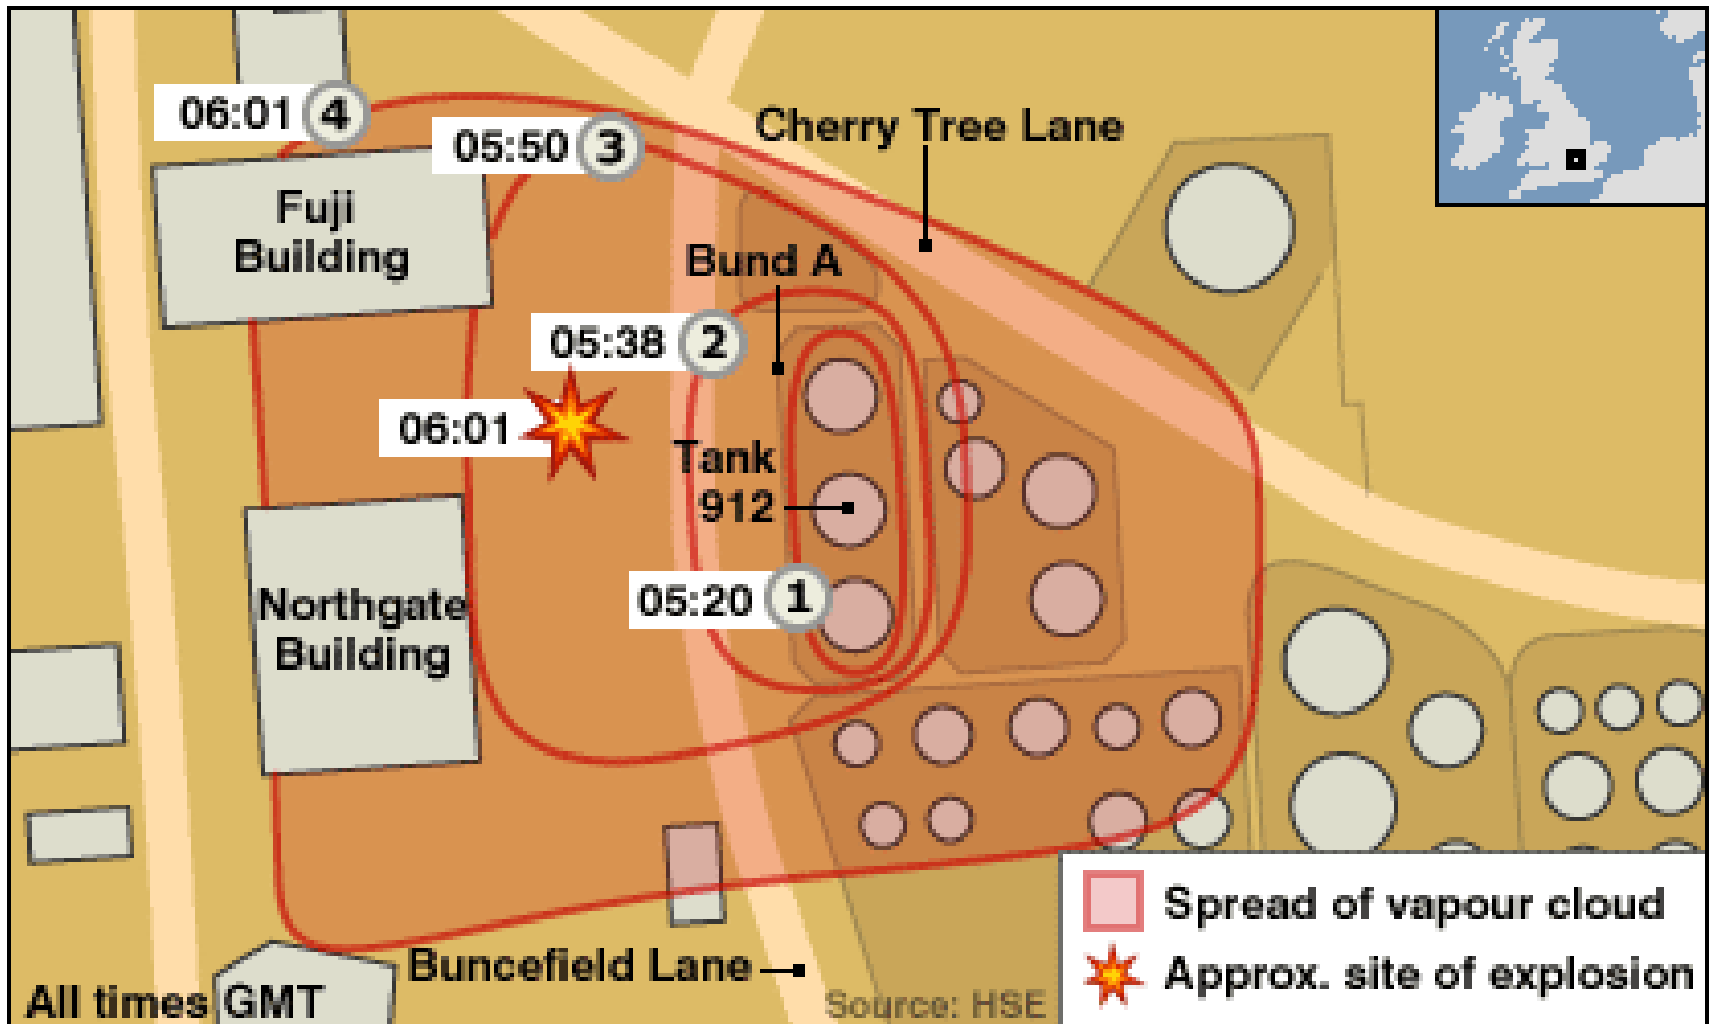 06:01 4
05:50 3
Cherry Tree Lane
Fuji
Building
Bund A
05:38 2
06:01
Tank
912
05:20 1
Northgate
Building
Spread of vapour cloud
Approx. site of explosion
Buncefield Lane
All times GMT
Source: HSE